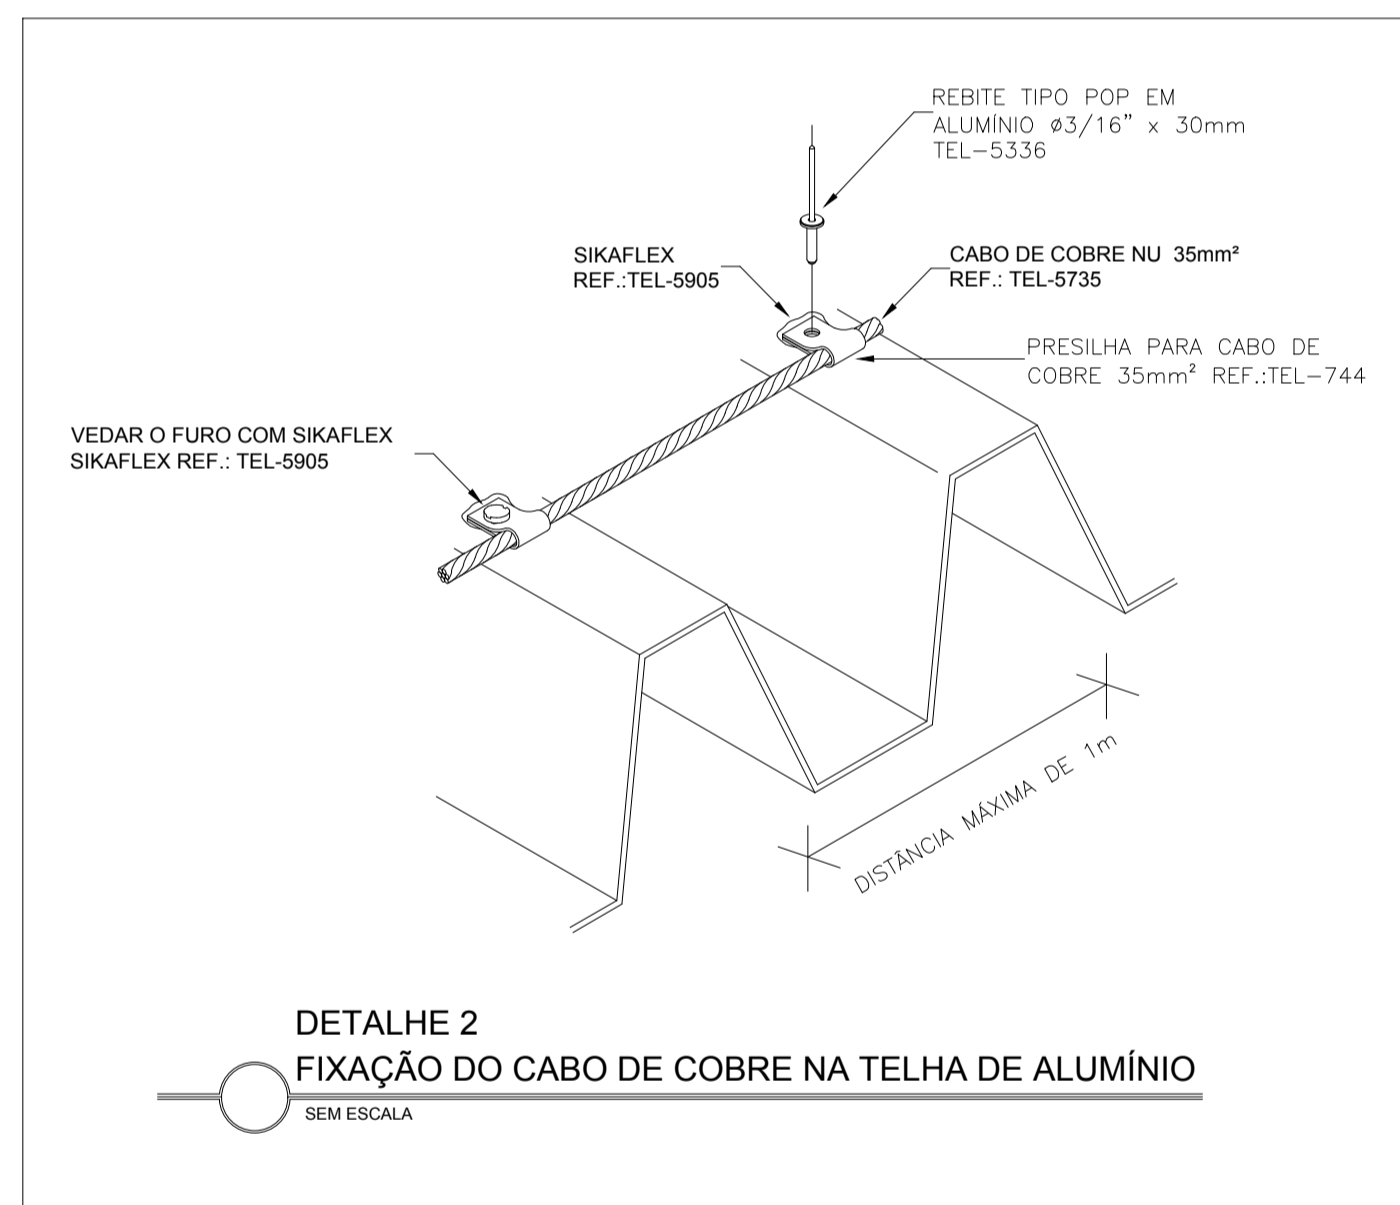 REBITE TIPO POP EM
ALUMÍNIO ø3/16” x 30mm
TEL-5336
SIKAFLEX
REF.:TEL-5905
CABO DE COBRE NU 35mm²
REF.: TEL-5735
PRESILHA PARA CABO DE
COBRE 35mm² REF.:TEL-744
VEDAR O FURO COM SIKAFLEX
SIKAFLEX REF.: TEL-5905
DISTÂNCIA MÁXIMA DE 1m
DETALHE 2
FIXAÇÃO DO CABO DE COBRE NA TELHA DE ALUMÍNIO
SEM ESCALA